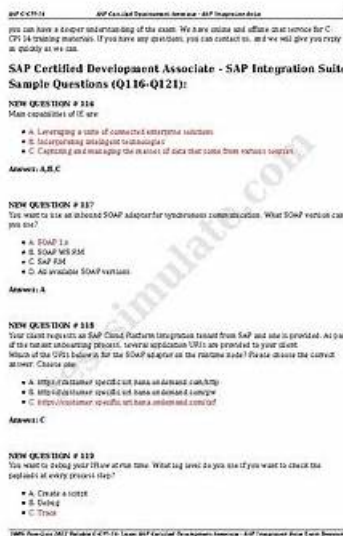 you can have a deeper understanding of the exam. We have online and offline chat service for C-
CPI-14 training materials. If you have any questions, you can contact us, and we will give you reply
as quickly as we can.
SAP Certified Development Associate - SAP Integration Suite
Sample Questions (Q116-Q121):
NEW QUESTION # 116
Main capabilities of IE are
A. Leveraging a suite of connected enterprise solutions
B. Incorporating intelligent technologies
C. Capturing and managing the masses of data that come from various sources
Answer: A,B,C
NEW QUESTION # 117
You want to use an inbound SOAP adapter for synchronous communication. What SOAP version can
you use?
A. SOAP 1.x
B. SOAP WS RM
C. SAP RM
D. All available SOAP versions
Answer: A
NEW QUESTION # 118
Your client requests an SAP Cloud Platform Integration tenant from SAP and one is provided. As pa
of the tenant onboarding process, several application URIs are provided to your client.
Which of the URIs below is for the SOAP adapter on the runtime node? Please choose the correct
answer. Choose one:
A. https://customer specific.url.hana.ondemand.com/http
B. https://customer specific.url.hana.ondemand.com/gw
C. https://customer specific.url.hana.ondemand.com/cxf
Answer: C
NEW QUESTION # 119
You want to debug your IFlow at run time. What log level do you use if you want to check the
payloads at every process step?
A. Create a script
B. Debug
C. Trace